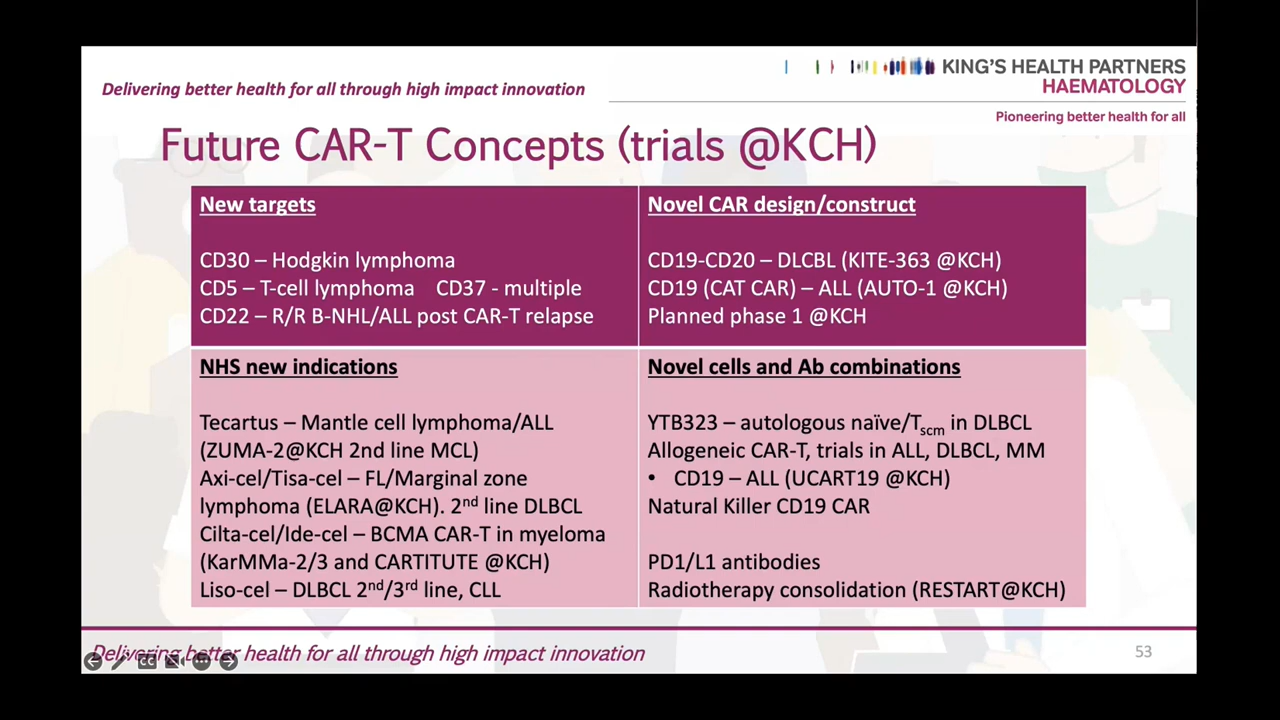 Delivering better health for all through high impact innovation
KING'S HEALTH PARTNERS
HAEMATOLOGY
Pioneering better health for all
Future CAR-T Concepts (trials @KCH)
New targets
CD30 – Hodgkin lymphoma
CD5 – T-cell lymphoma CD37 - multiple
CD22 – R/R B-NHL/ALL post CAR-T relapse
Novel CAR design/construct
CD19-CD20 – DLCBL (KITE-363 @KCH)
CD19 (CAT CAR) – ALL (AUTO-1 @KCH)
Planned phase 1 @KCH
NHS new indications
Tecartus – Mantle cell lymphoma/ALL
(ZUMA-2@KCH 2nd line MCL)
Axi-cel/Tisa-cel – FL/Marginal zone
lymphoma (ELARA@KCH). 2nd line DLBCL
Cilta-cel/Ide-cel – BCMA CAR-T in myeloma
(KarMMa-2/3 and CARTITUTE @KCH)
Liso-cel – DLBCL 2nd/3rd line, CLL
Novel cells and Ab combinations
YTB323 – autologous naïve/Tscm in DLBCL
Allogeneic CAR-T, trials in ALL, DLBCL, MM
• CD19 – ALL (UCART19 @KCH)
Natural Killer CD19 CAR
PD1/L1 antibodies
Radiotherapy consolidation (RESTART@KCH)
Delivering better health for all through high impact innovation
CC
53